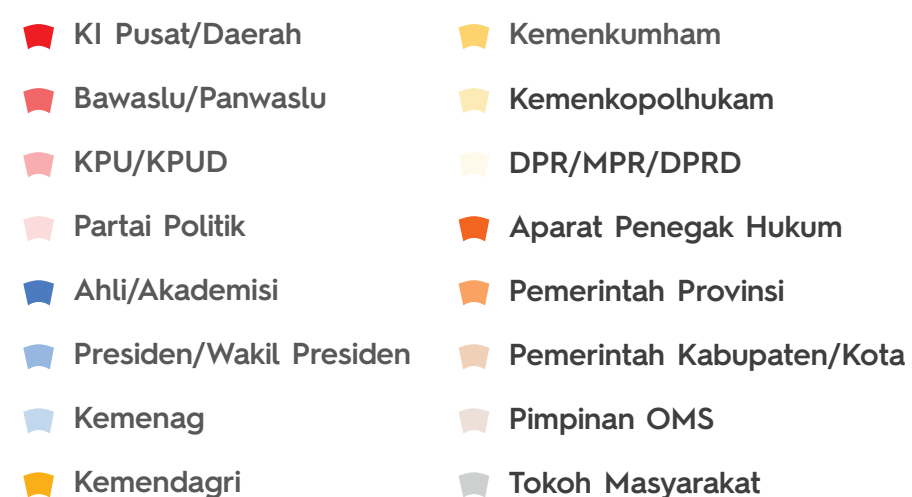 KI Pusat/Daerah
Bawaslu/Panwaslu
KPU/KPUD
Partai Politik
Ahli/Akademisi
Presiden/Wakil Presiden
Kemenag
Kemendagri
Kemenkumham
Kemenkopolhukam
DPR/MPR/DPRD
Aparat Penegak Hukum
Pemerintah Provinsi
Pemerintah Kabupaten/Kota
Pimpinan OMS
Tokoh Masyarakat